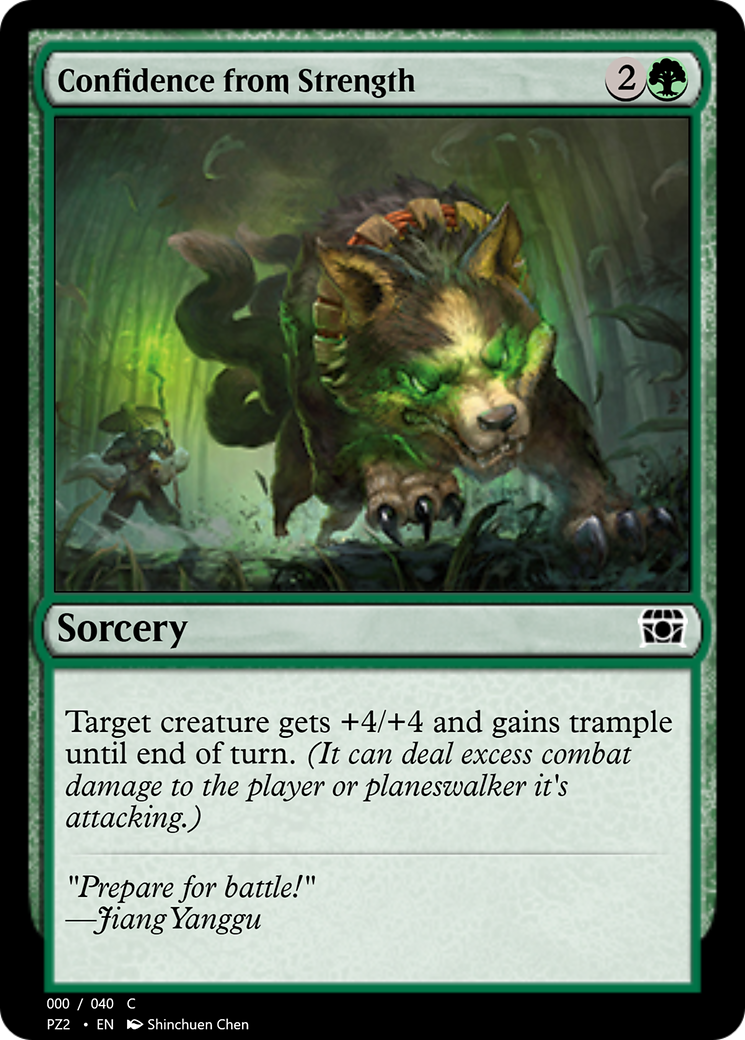 Confidence from Strength 2
Sorcery
Target creature gets +4/+4 and gains trample
until end of turn. (It can deal excess combat
damage to the player or planeswalker it's
attacking.)
"Prepare for battle!"
—Jiang Yanggu
000 / 040 C
PZ2 • EN Shinchuen Chen